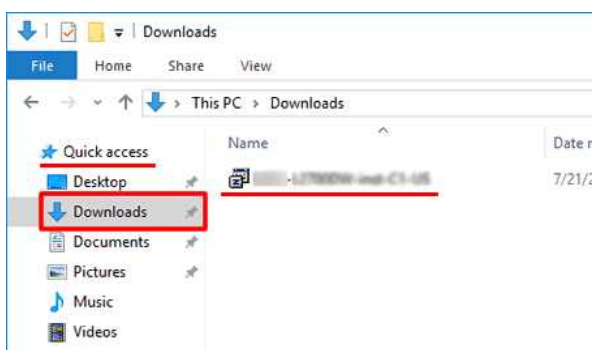 Downloads
File Home Share View
This PC > Downloads
Quick access
Desktop
Downloads
Documents
Pictures
Music
Videos
Name Date
7/21/2